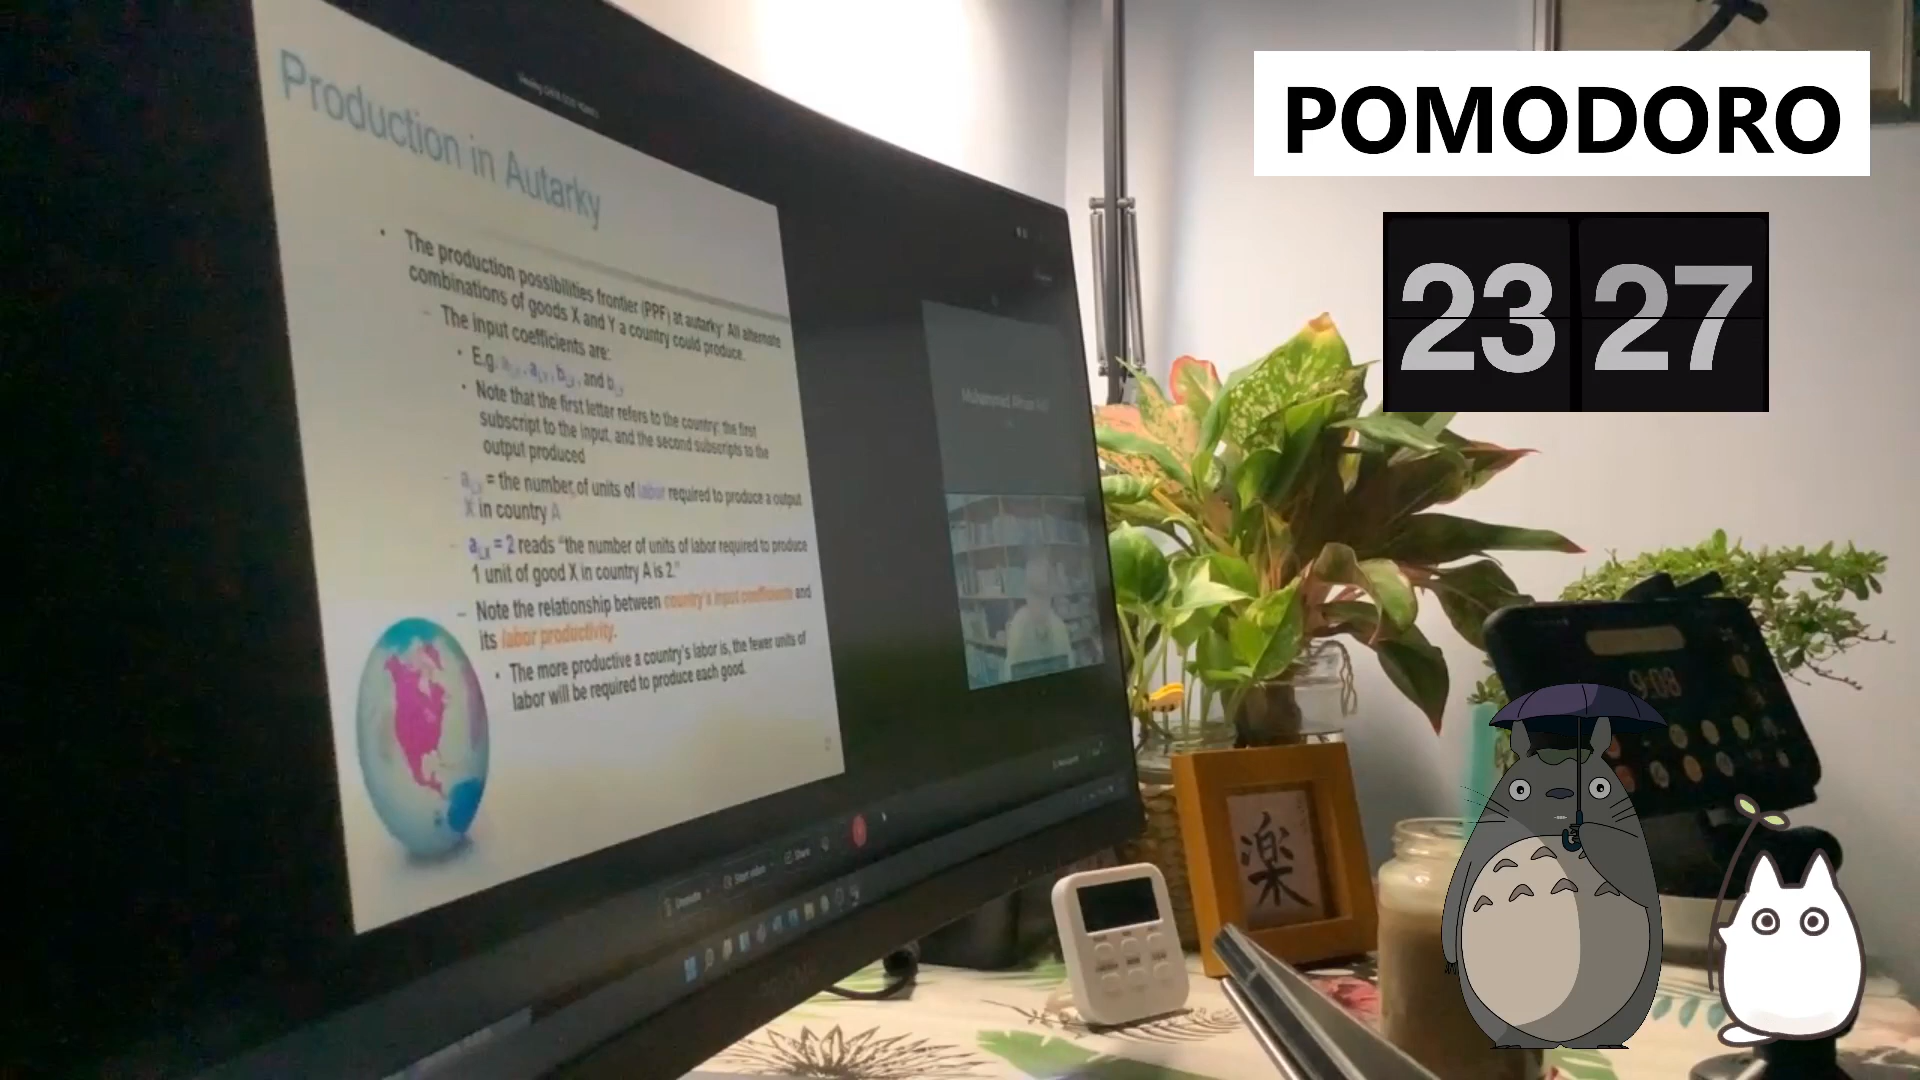 POMODORO
23 27
Production in Autarky
• The production possibilities frontier (PPF) at autarky: All alternate
combinations of goods X and Y a country could produce.
– The input coefficients are:
• E.g. and
• Note that the first letter refers to the country; the first
subscript to the input, and the second subscripts to the
output produced
= the number of units of labor required to produce a output
X in country A
– aLX = 2 reads "the number of units of labor required to produce
1 unit of good X in country A is 2."
– Note the relationship between country's input coefficients and
its labor productivity.
• The more productive a country's labor is, the fewer units of
labor will be required to produce each good.
Start video
Share
9:08
楽